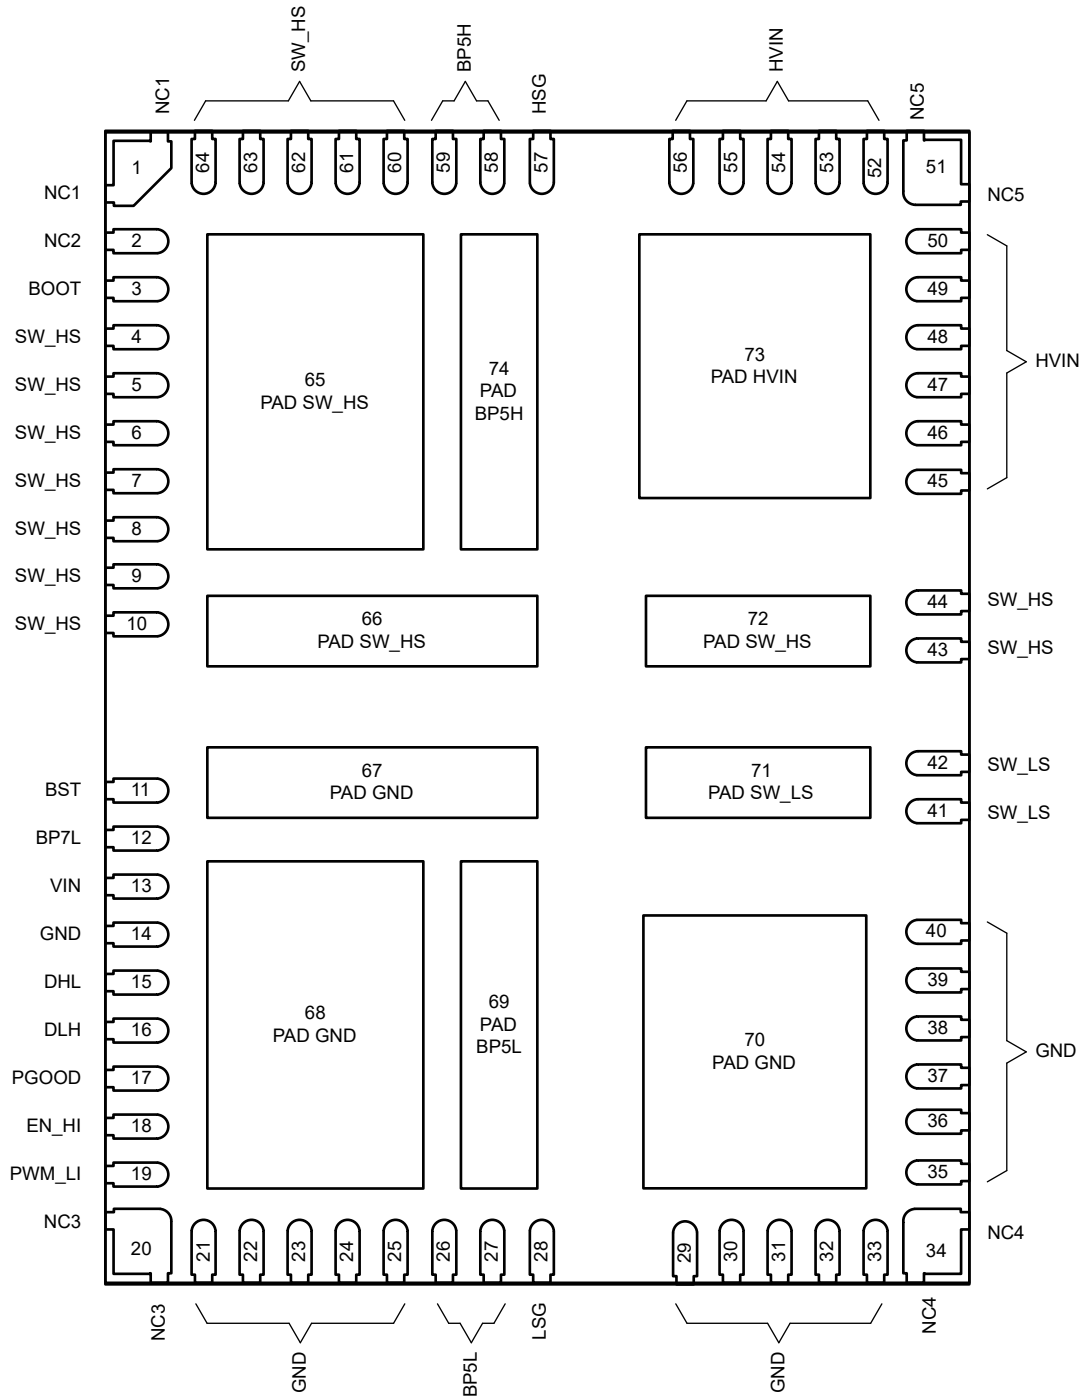 SW_HS
BP5H
HVIN
NC1
HSG
NC5
1
64
63
62
61
60
59
58
57
56
55
54
53
52
51
NC1
NC5
NC2
2
50
BOOT
3
49
SW_HS
4
48
SW_HS
5
47
SW_HS
6
46
SW_HS
7
45
SW_HS
8
SW_HS
9
SW_HS
10
HVIN
65
PAD SW_HS
74
PAD
BP5H
73
PAD HVIN
44
SW_HS
43
SW_HS
66
PAD SW_HS
72
PAD SW_HS
67
PAD GND
71
PAD SW_LS
42
SW_LS
41
SW_LS
BST
11
BP7L
12
VIN
13
GND
14
40
DHL
15
39
DLH
16
38
PGOOD
17
37
EN_HI
18
36
PWM_LI
19
35
GND
68
PAD GND
69
PAD
BP5L
70
PAD GND
NC3
NC4
20
21
22
23
24
25
26
27
28
29
30
31
32
33
34
NC3
GND
BP5L
LSG
GND
NC4